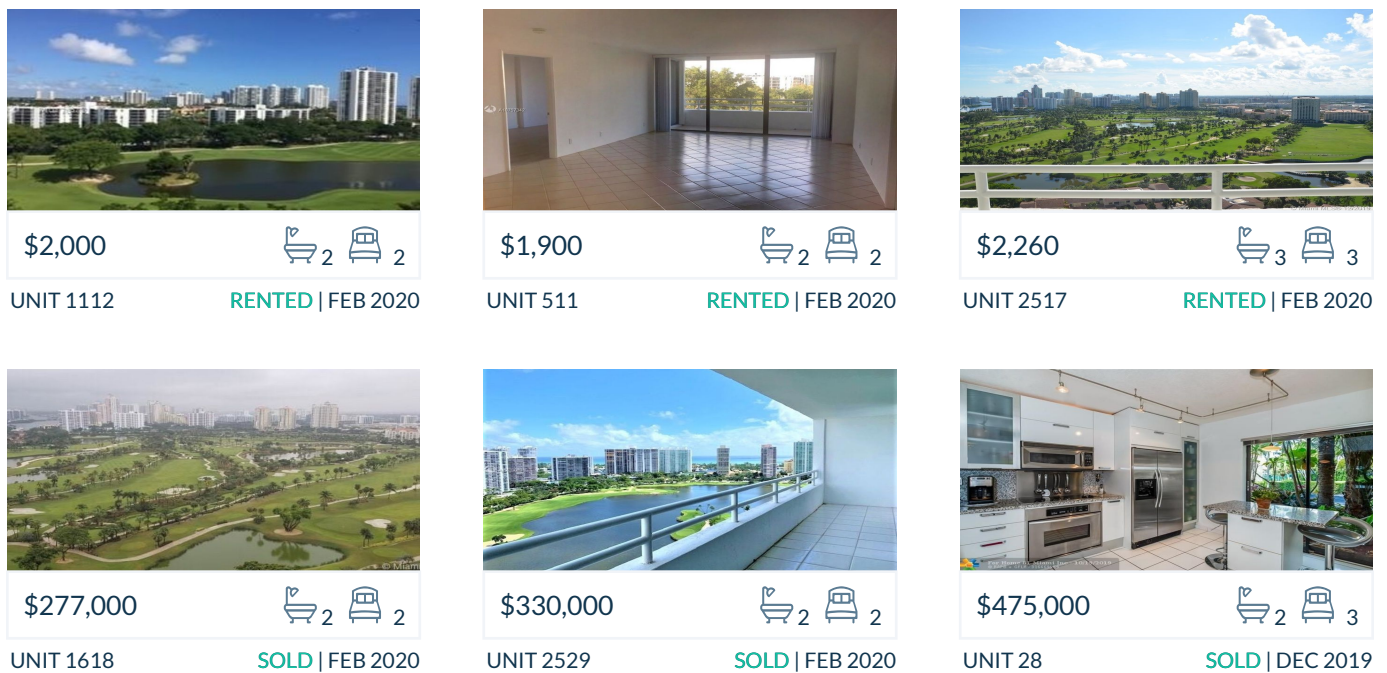 $2,000 2 2
UNIT 1112 RENTED | FEB 2020
$1,900 2 2
UNIT 511 RENTED | FEB 2020
$2,260 3 3
UNIT 2517 RENTED | FEB 2020
© Miam
$277,000 2 2
UNIT 1618 SOLD | FEB 2020
$330,000 2 2
UNIT 2529 SOLD | FEB 2020
$475,000 2 3
UNIT 28 SOLD | DEC 2019